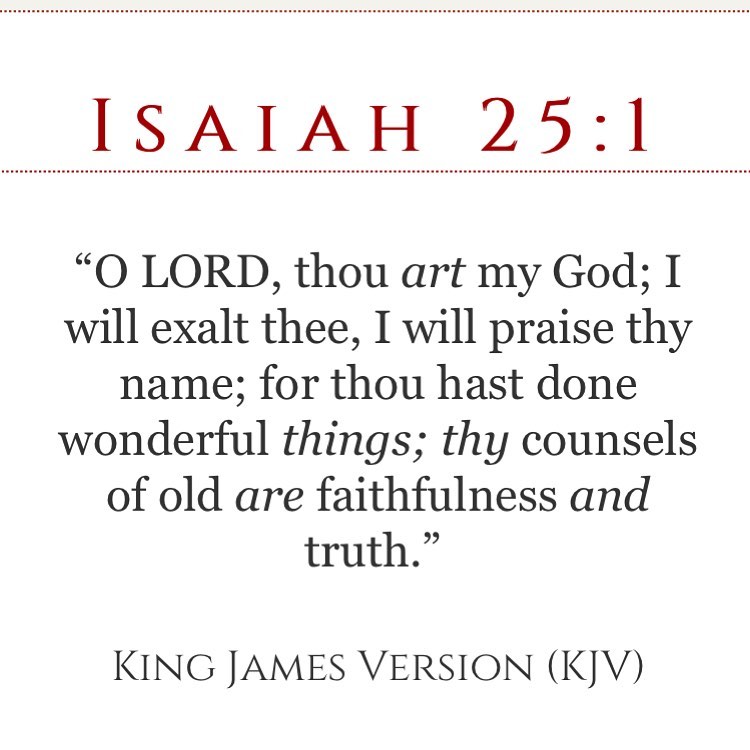 ISAIAH 25:1
“O LORD, thou art my God; I
will exalt thee, I will praise thy
name; for thou hast done
wonderful things; thy counsels
of old are faithfulness and
truth.”
KING JAMES VERSION (KJV)